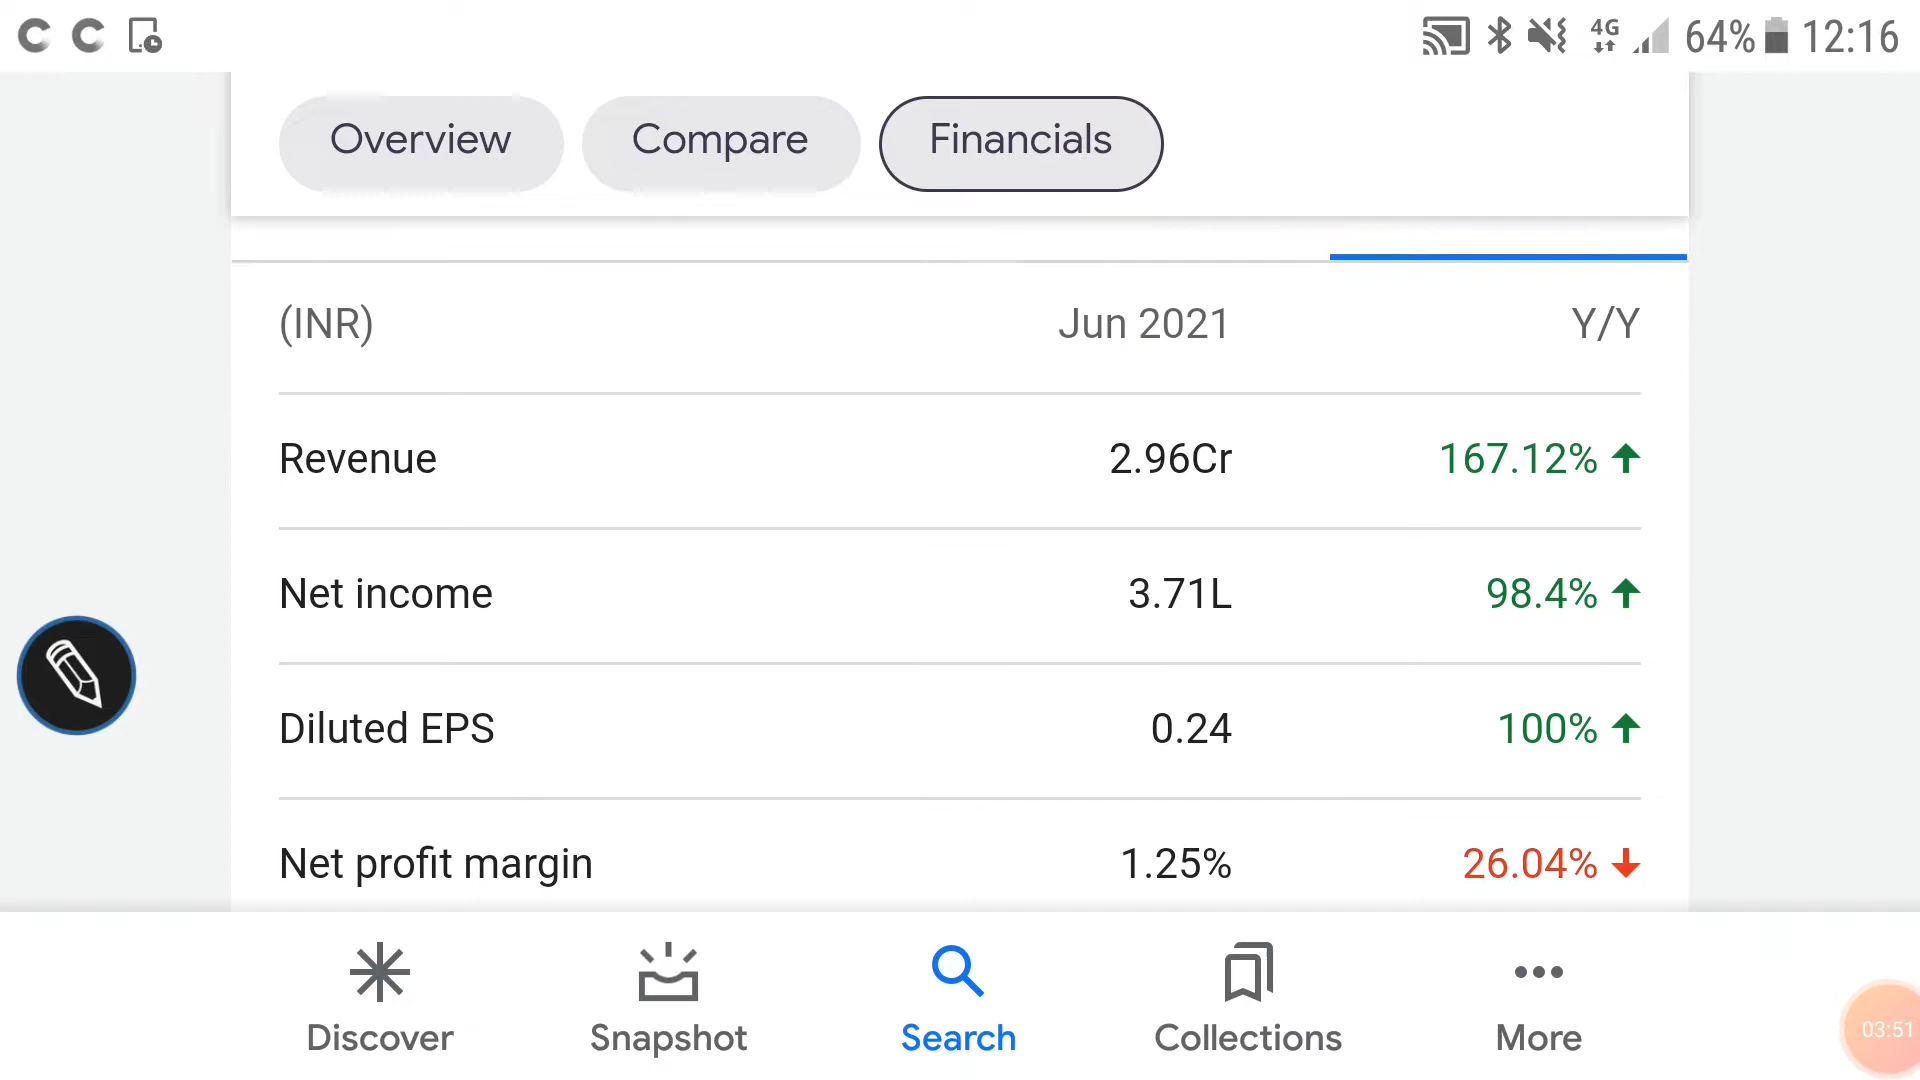 4G 64% 12:16
Overview Compare Financials
(INR) Jun 2021 Y/Y
Revenue 2.96Cr 167.12%
Net income 3.71L 98.4%
Diluted EPS 0.24 100%
Net profit margin 1.25% 26.04%
Discover Snapshot Search Collections More
03:51